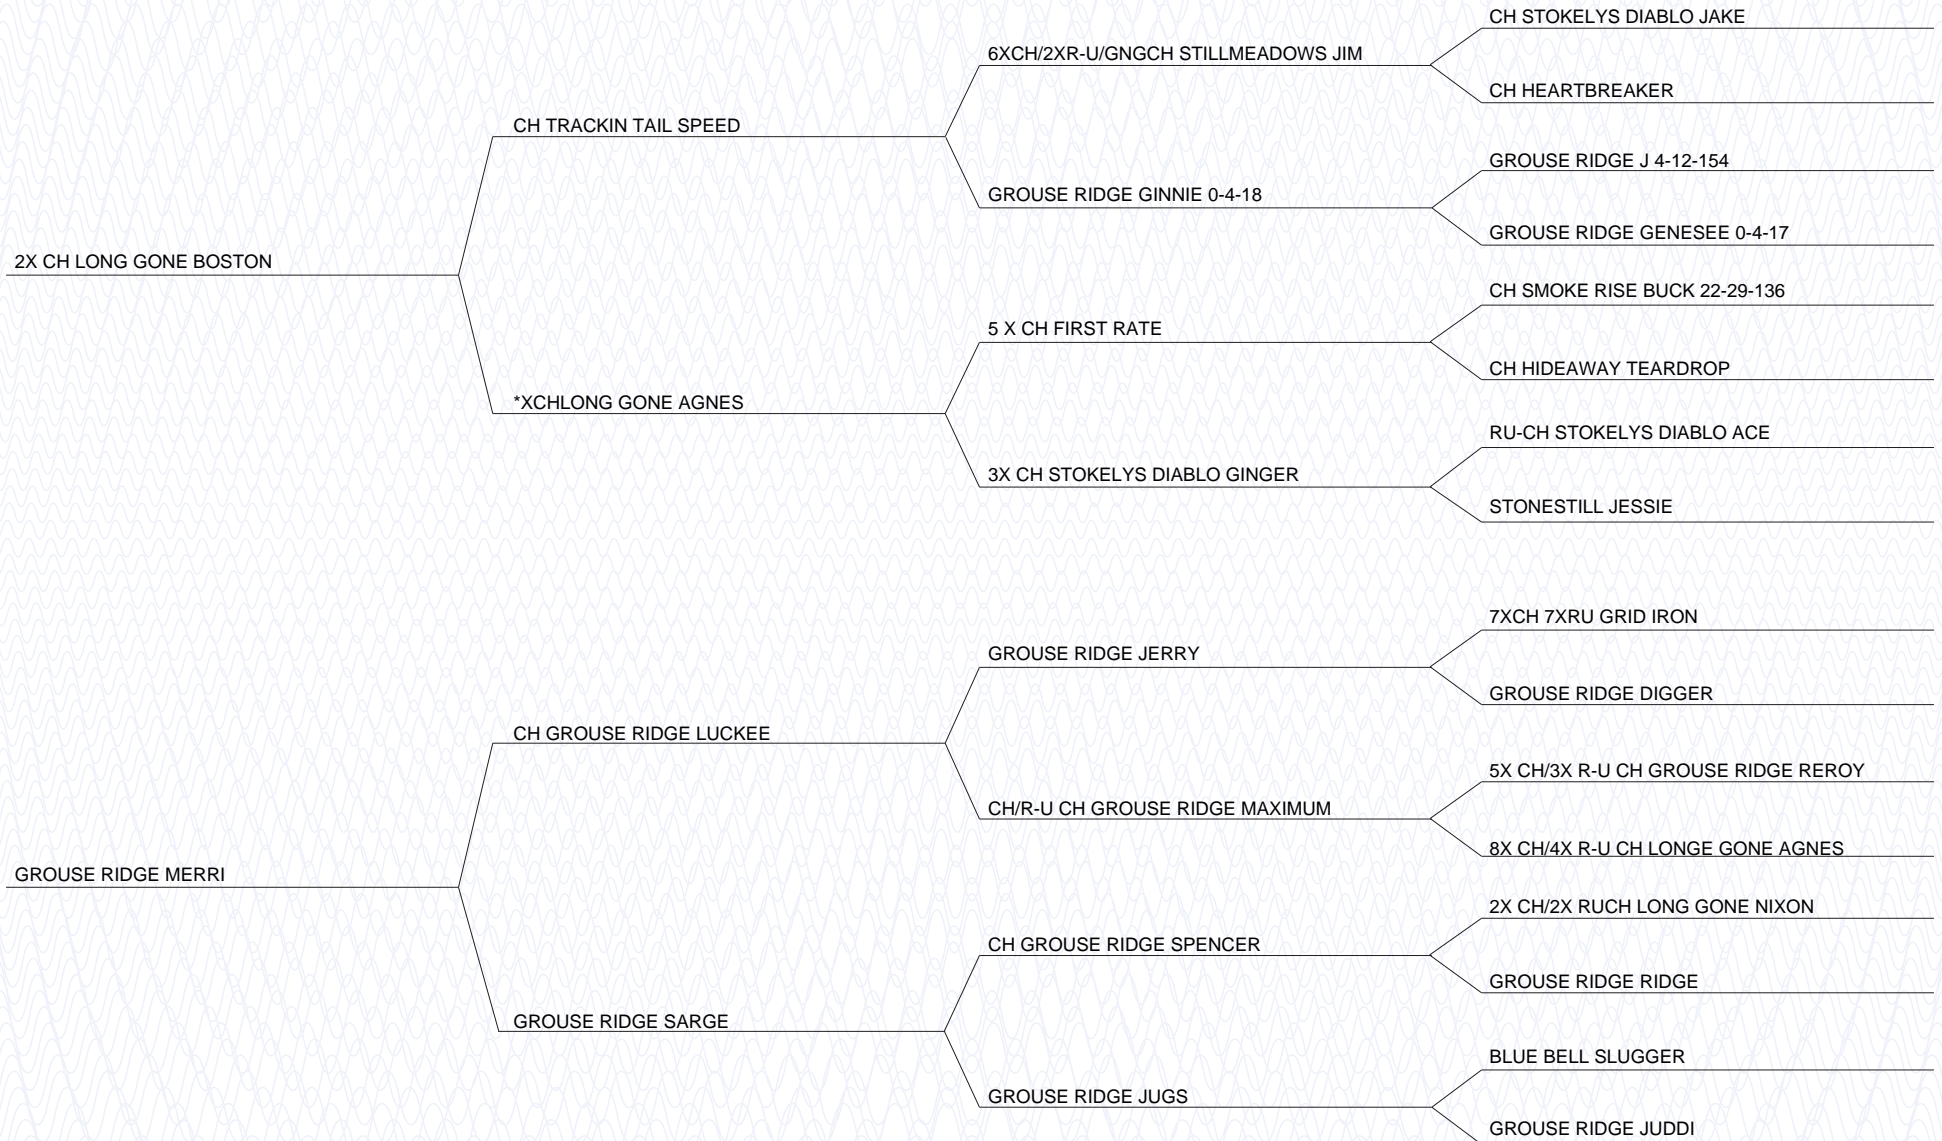 CH STOKELYS DIABLO JAKE
6XCH/2XR-U/GNGCH STILLMEADOWS JIM
CH HEARTBREAKER
CH TRACKIN TAIL SPEED
GROUSE RIDGE J 4-12-154
GROUSE RIDGE GINNIE 0-4-18
GROUSE RIDGE GENESEE 0-4-17
2X CH LONG GONE BOSTON
CH SMOKE RISE BUCK 22-29-136
5 X CH FIRST RATE
CH HIDEAWAY TEARDROP
*XCHLONG GONE AGNES
RU-CH STOKELYS DIABLO ACE
3X CH STOKELYS DIABLO GINGER
STONESTILL JESSIE
7XCH 7XRU GRID IRON
GROUSE RIDGE JERRY
GROUSE RIDGE DIGGER
CH GROUSE RIDGE LUCKEE
5X CH/3X R-U CH GROUSE RIDGE REROY
CH/R-U CH GROUSE RIDGE MAXIMUM
8X CH/4X R-U CH LONGE GONE AGNES
GROUSE RIDGE MERRI
2X CH/2X RUCH LONG GONE NIXON
CH GROUSE RIDGE SPENCER
GROUSE RIDGE RIDGE
GROUSE RIDGE SARGE
BLUE BELL SLUGGER
GROUSE RIDGE JUGS
GROUSE RIDGE JUDDI